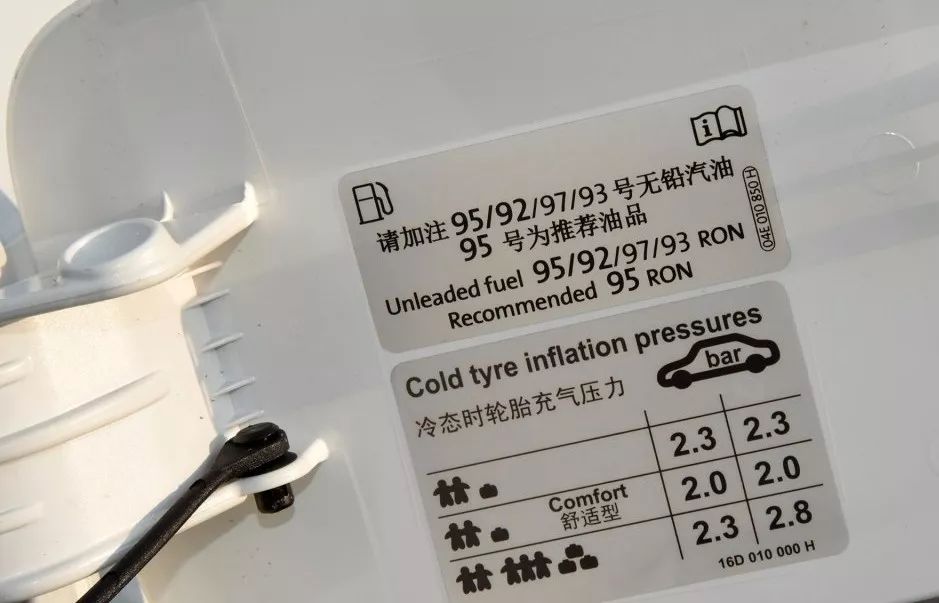 请加注 95/92/97/93 号无铅汽油
95 号为推荐油品
Unleaded fuel 95/92/97/93 RON
Recommended 95 RON
04E 010 850 H
Cold tyre inflation pressures
bar
冷态时轮胎充气压力
2.3 2.3
Comfort 2.0 2.0
舒适型
2.3 2.8
16D 010 000 H